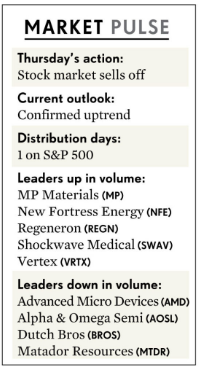 MARKET PULSE
Thursday's action:
Stock market sells off
Current outlook:
Confirmed uptrend
Distribution days:
1 on S&P 500
Leaders up in volume:
MP Materials (MP)
New Fortress Energy (NFE)
Regeneron (REGN)
Shockwave Medical (SWAV)
Vertex (VRTX)
Leaders down in volume:
Advanced Micro Devices (AMD)
Alpha & Omega Semi (AOSL)
Dutch Bros (BROS)
Matador Resources (MTDR)